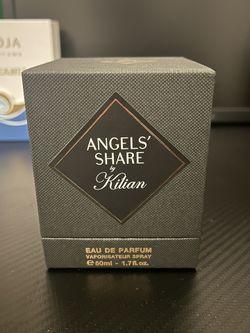 ANGELS'
SHARE
by
Kilian
EAU DE PARFUM
VAPORISATEUR SPRAY
℮50ml - 1.7fl.oz.